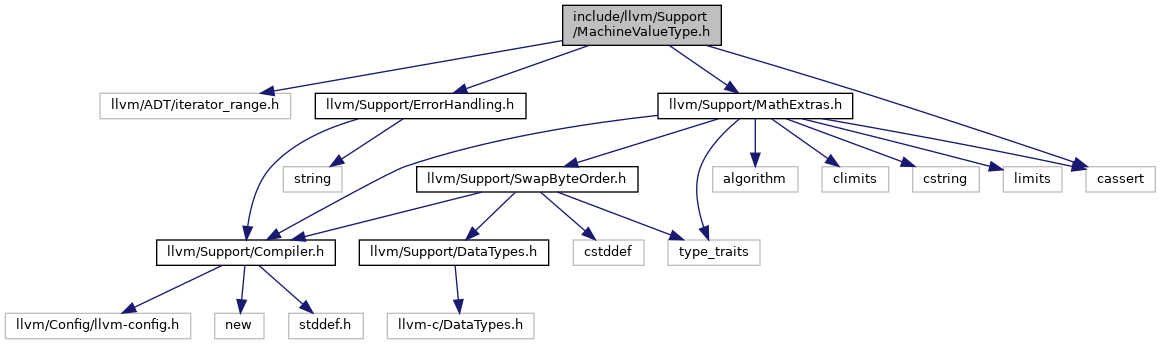 include/llvm/Support
/MachineValueType.h
llvm/ADT/iterator_range.h
llvm/Support/ErrorHandling.h
llvm/Support/MathExtras.h
string
llvm/Support/SwapByteOrder.h
algorithm
climits
cstring
limits
cassert
llvm/Support/Compiler.h
llvm/Support/DataTypes.h
cstddef
type_traits
llvm/Config/llvm-config.h
new
stddef.h
llvm-c/DataTypes.h